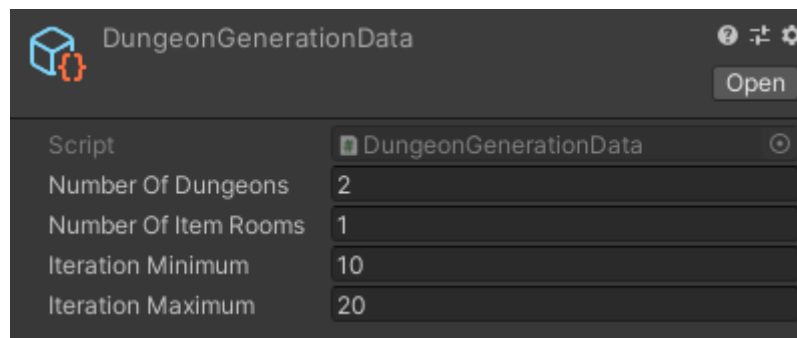 DungeonGenerationData
Open
Script DungeonGenerationData
Number Of Dungeons 2
Number Of Item Rooms 1
Iteration Minimum 10
Iteration Maximum 20